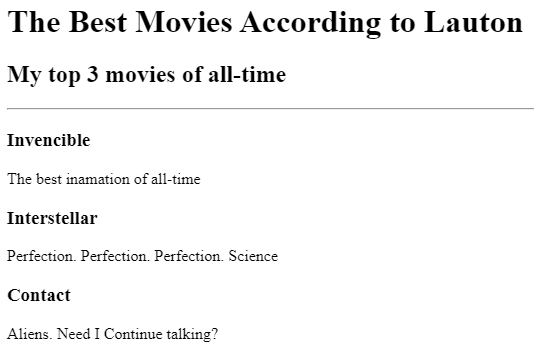 The Best Movies According to Lauton
My top 3 movies of all-time
Invencible
The best inamation of all-time
Interstellar
Perfection. Perfection. Perfection. Science
Contact
Aliens. Need I Continue talking?